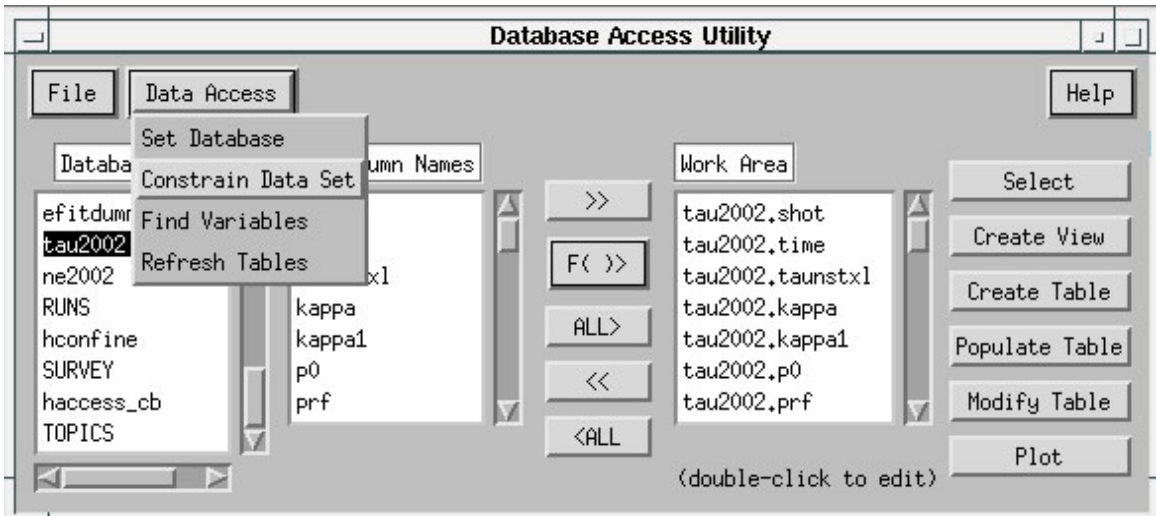 Database Access Utility
File Data Access Help
Set Database
Constrain Data Set
Find Variables
Refresh Tables
Databa umn Names Work Area
efitdum
tau2002
ne2002
RUNS
hconfine
SURVEY
haccess_cb
TOPICS
xl
kappa
kappa1
p0
prf
>>
F( )>
ALL>
<<
<ALL
tau2002.shot
tau2002.time
tau2002.taunstxl
tau2002.kappa
tau2002.kappa1
tau2002.p0
tau2002.prf
(double-click to edit)
Select
Create View
Create Table
Populate Table
Modify Table
Plot